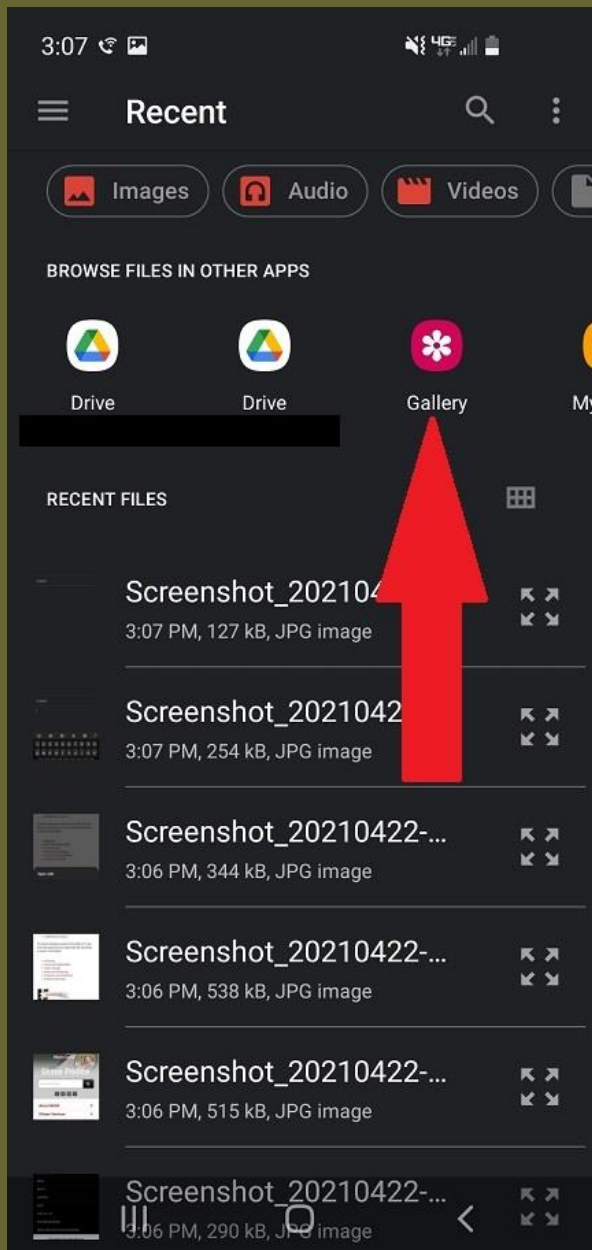 3:07 4GE
Recent
Images Audio Videos
BROWSE FILES IN OTHER APPS
Drive Drive Gallery My
RECENT FILES
Screenshot_202104
3:07 PM, 127 kB, JPG image
Screenshot_2021042
3:07 PM, 254 kB, JPG image
Screenshot_20210422-...
3:06 PM, 344 kB, JPG image
Screenshot_20210422-...
3:06 PM, 538 kB, JPG image
Screenshot_20210422-...
3:06 PM, 515 kB, JPG image
Screenshot_20210422-...
3:06 PM, 290 kB, JPG image